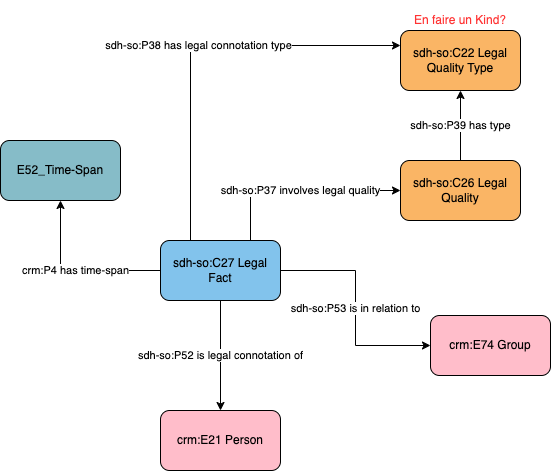 En faire un Kind?
sdh-so:P38 has legal connotation type
sdh-so:C22 Legal
Quality Type
sdh-so:P39 has type
E52_Time-Span
sdh-so:P37 involves legal quality
sdh-so:C26 Legal
Quality
crm:P4 has time-span
sdh-so:C27 Legal
Fact
sdh-so:P53 is in relation to
crm:E74 Group
sdh-so:P52 is legal connotation of
crm:E21 Person